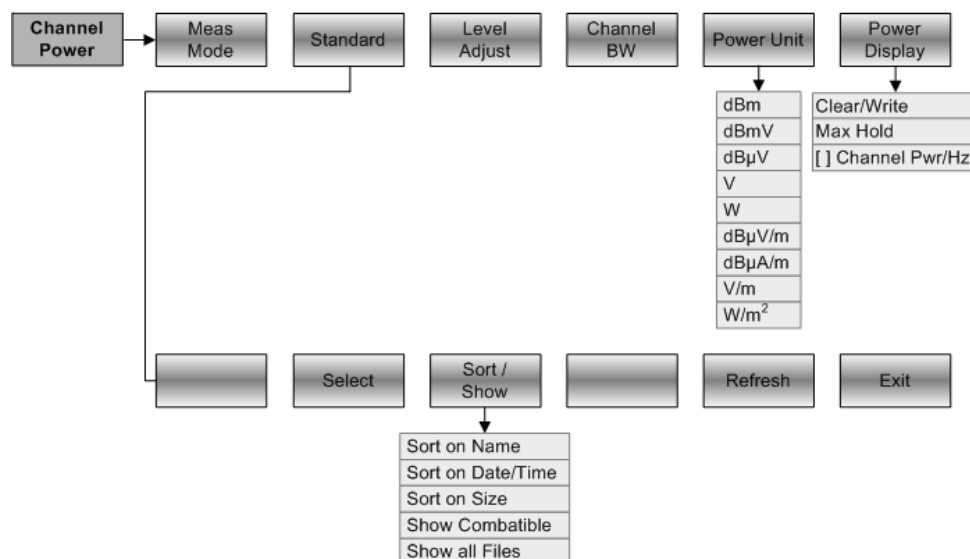 Channel
Power
Meas
Mode
Standard
Level
Adjust
Channel
BW
Power Unit
Power
Display
dBm
dBmV
dBµV
V
W
dBµV/m
dBµA/m
V/m
W/m²
Clear/Write
Max Hold
[ ] Channel Pwr/Hz
Select
Sort /
Show
Refresh
Exit
Sort on Name
Sort on Date/Time
Sort on Size
Show Combatible
Show all Files